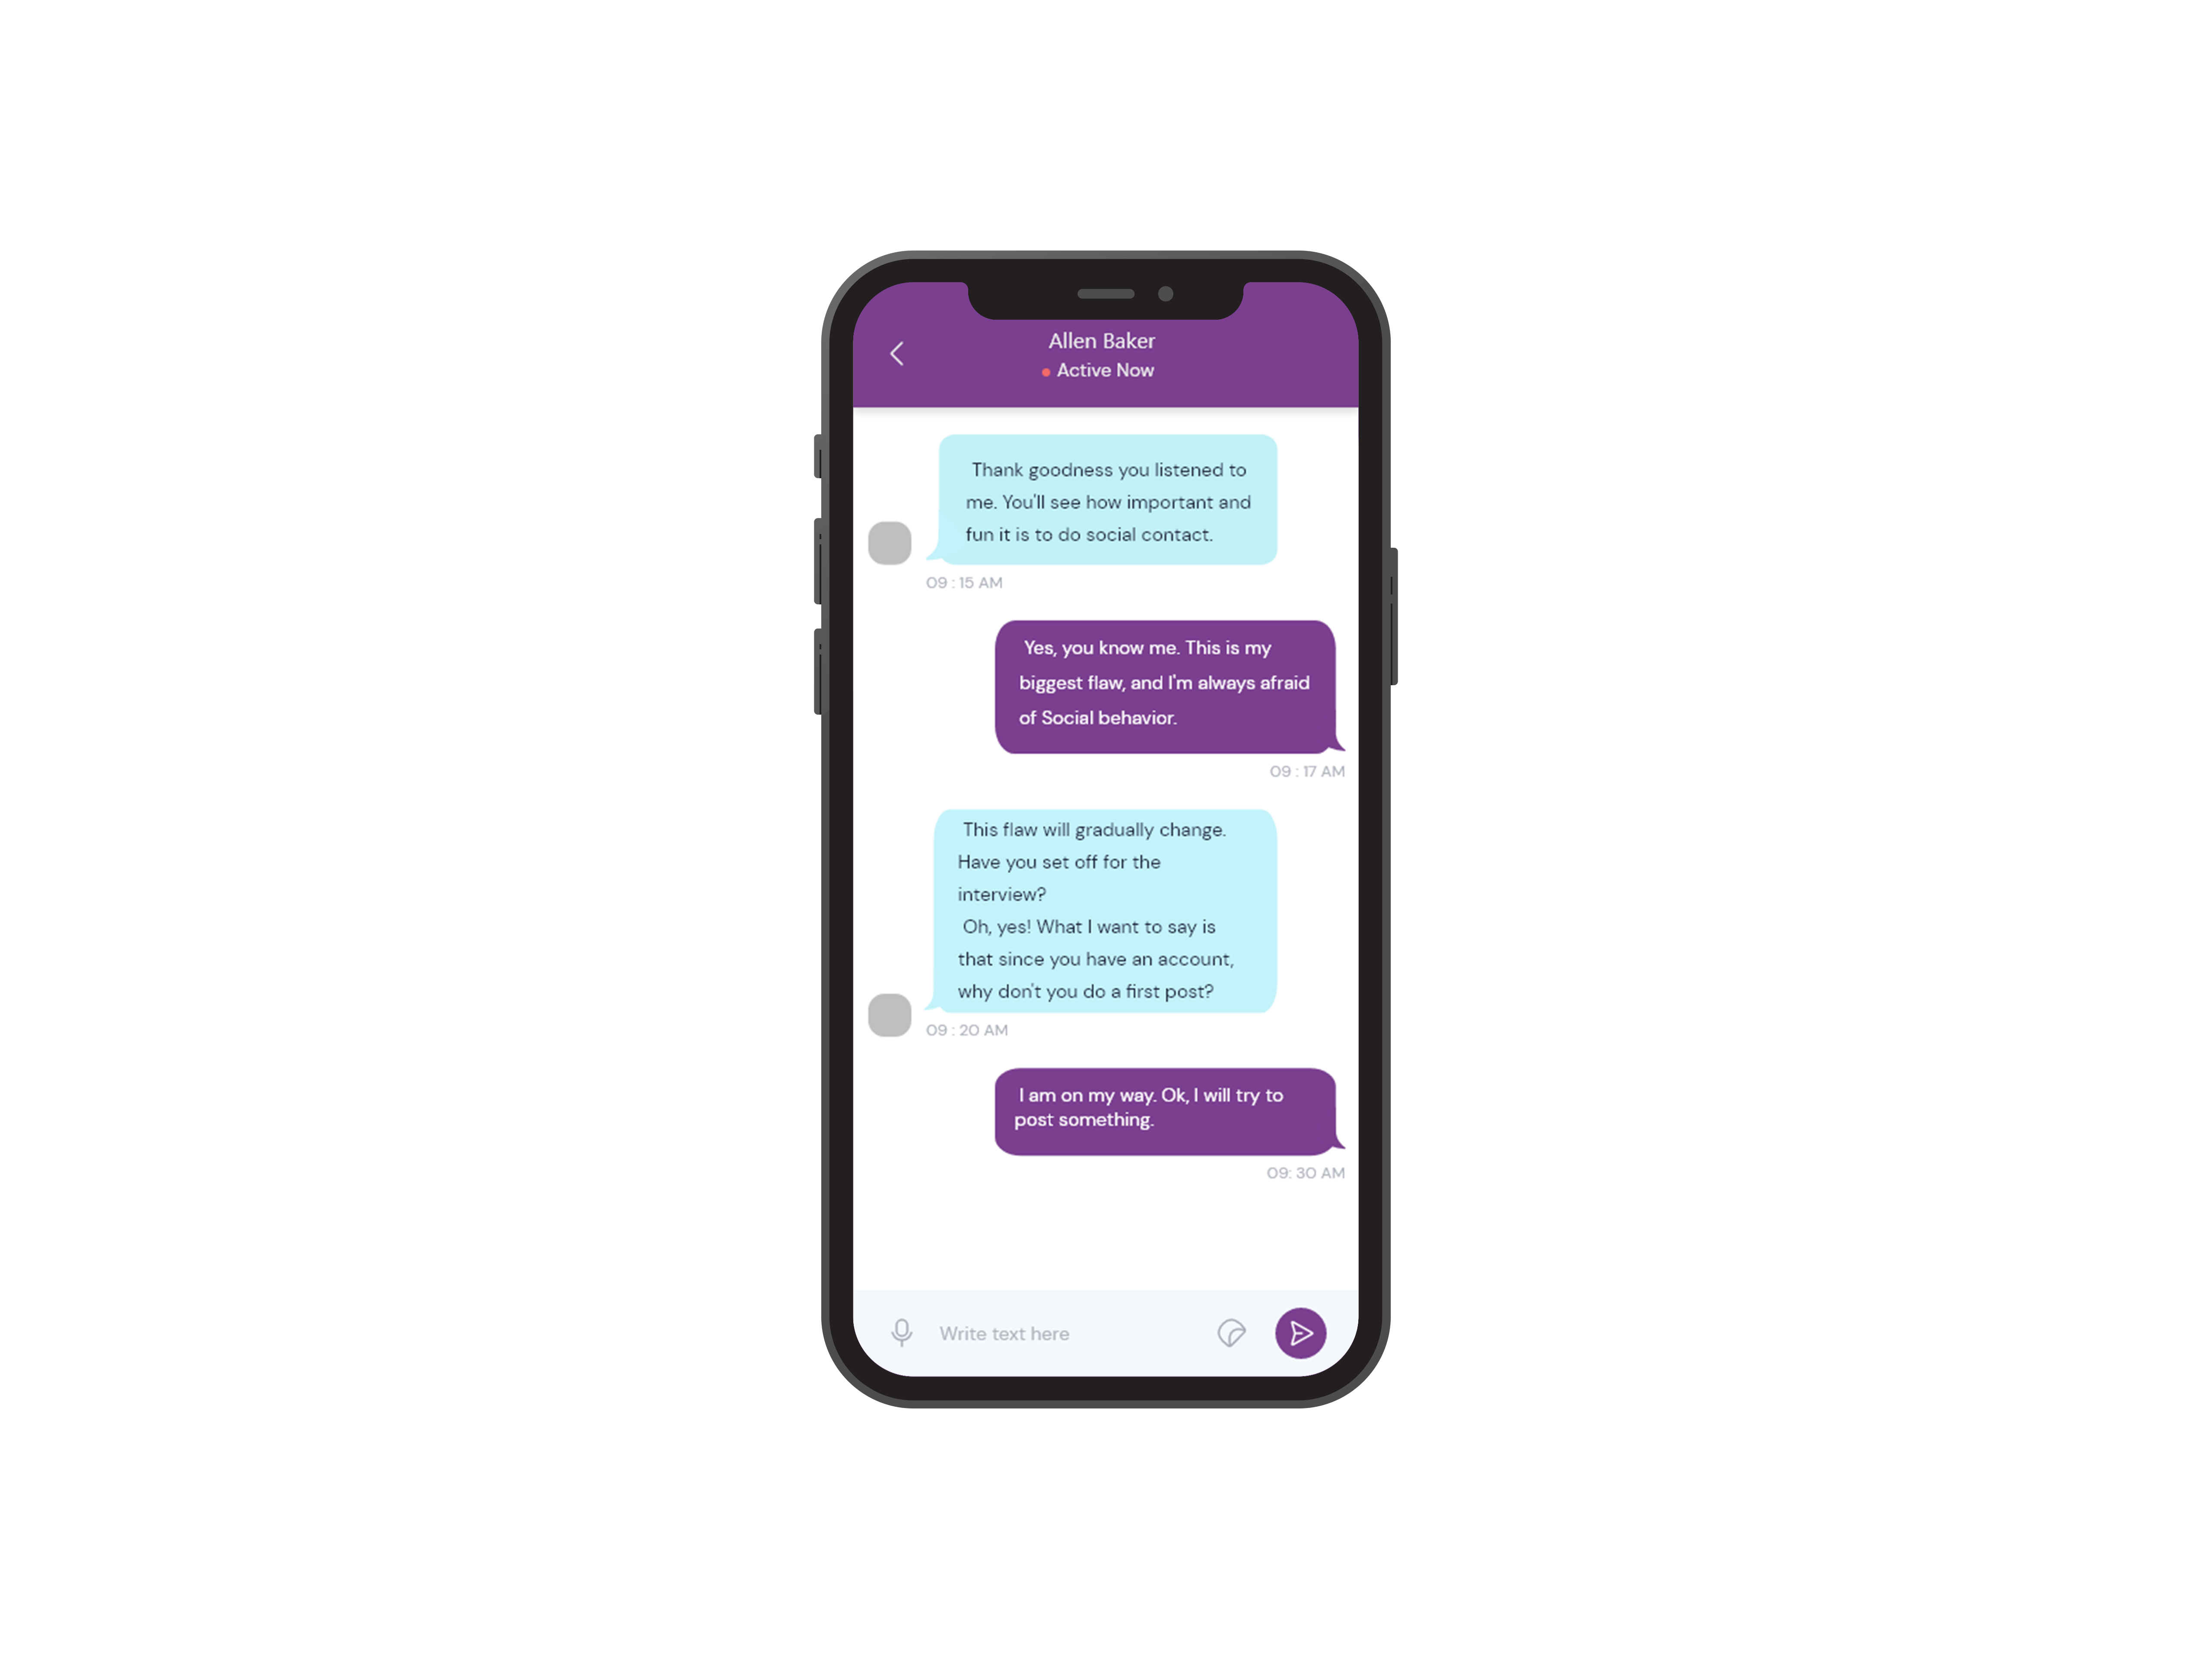 Allen Baker
Active Now
Thank goodness you listened to
me. You'll see how important and
fun it is to do social contact.
09 : 15 AM
Yes, you know me. This is my
biggest flaw, and I'm always afraid
of Social behavior.
09 : 17 AM
This flaw will gradually change.
Have you set off for the
interview?
Oh, yes! What I want to say is
that since you have an account,
why don't you do a first post?
09 : 20 AM
I am on my way. Ok, I will try to
post something.
09: 30 AM
Write text here